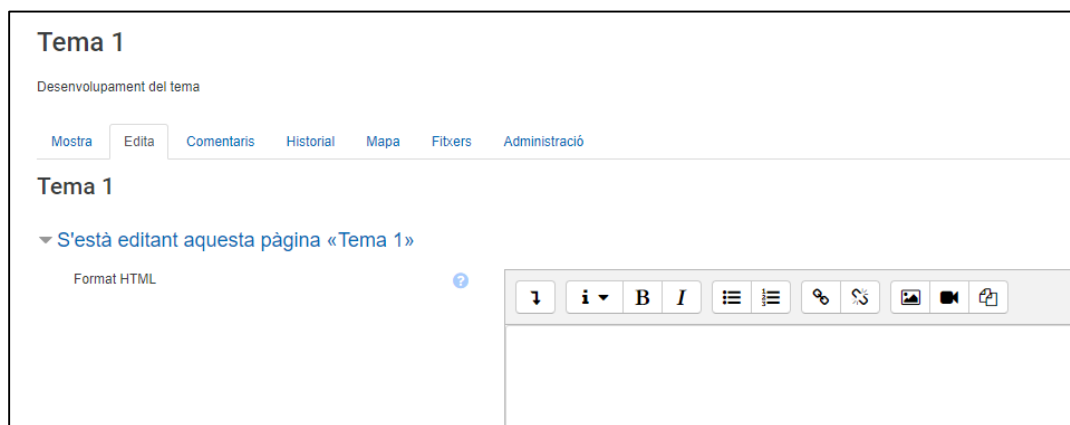 Tema 1
Desenvolupament del tema
Mostra Edita Comentaris Historial Mapa Fitxers Administració
Tema 1
S'està editant aquesta pàgina «Tema 1»
Format HTML
B I